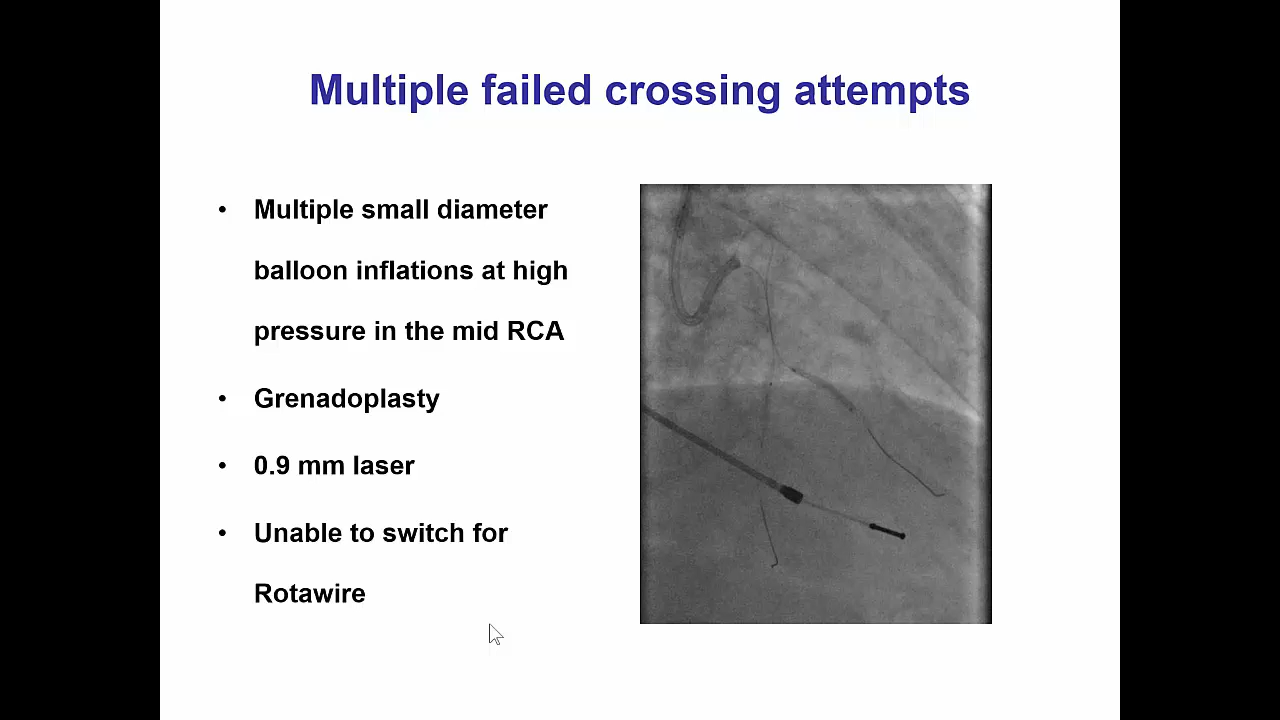 Multiple failed crossing attempts
• Multiple small diameter
balloon inflations at high
pressure in the mid RCA
• Grenadoplasty
• 0.9 mm laser
• Unable to switch for
Rotawire